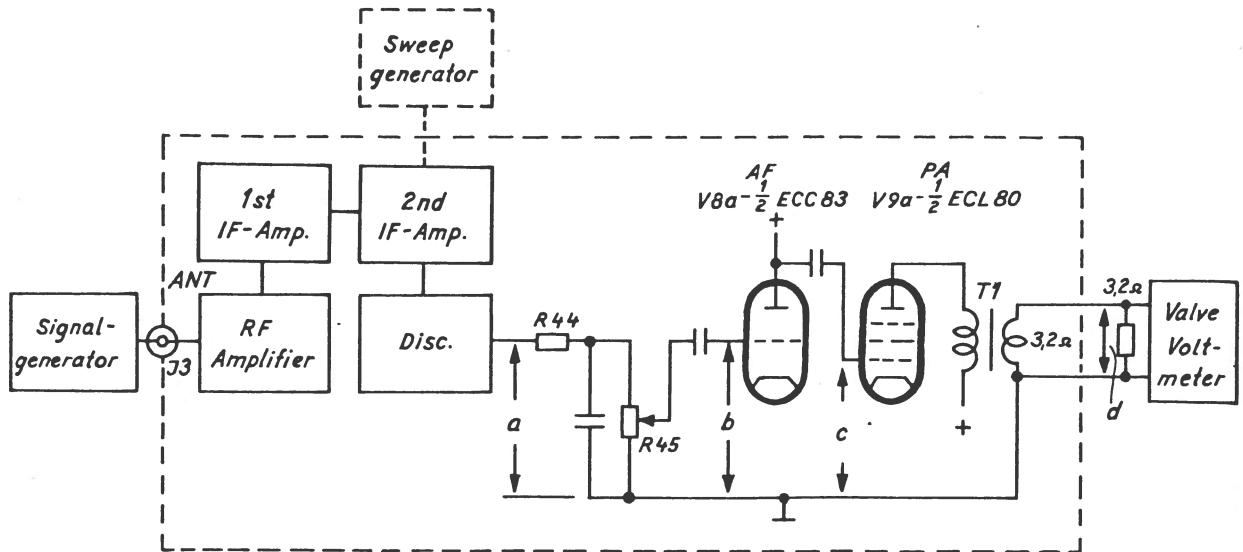 Sweep
generator
1st
IF-Amp.
2nd
IF-Amp.
AF
V8a-1/2 ECC83
+
PA
V9a-1/2 ECL80
ANT
Signal-
generator
J3
RF
Amplifier
Disc.
R44
a
R45
b
c
T1
+
3,2Ω
3,2Ω
d
Valve
Volt-
meter